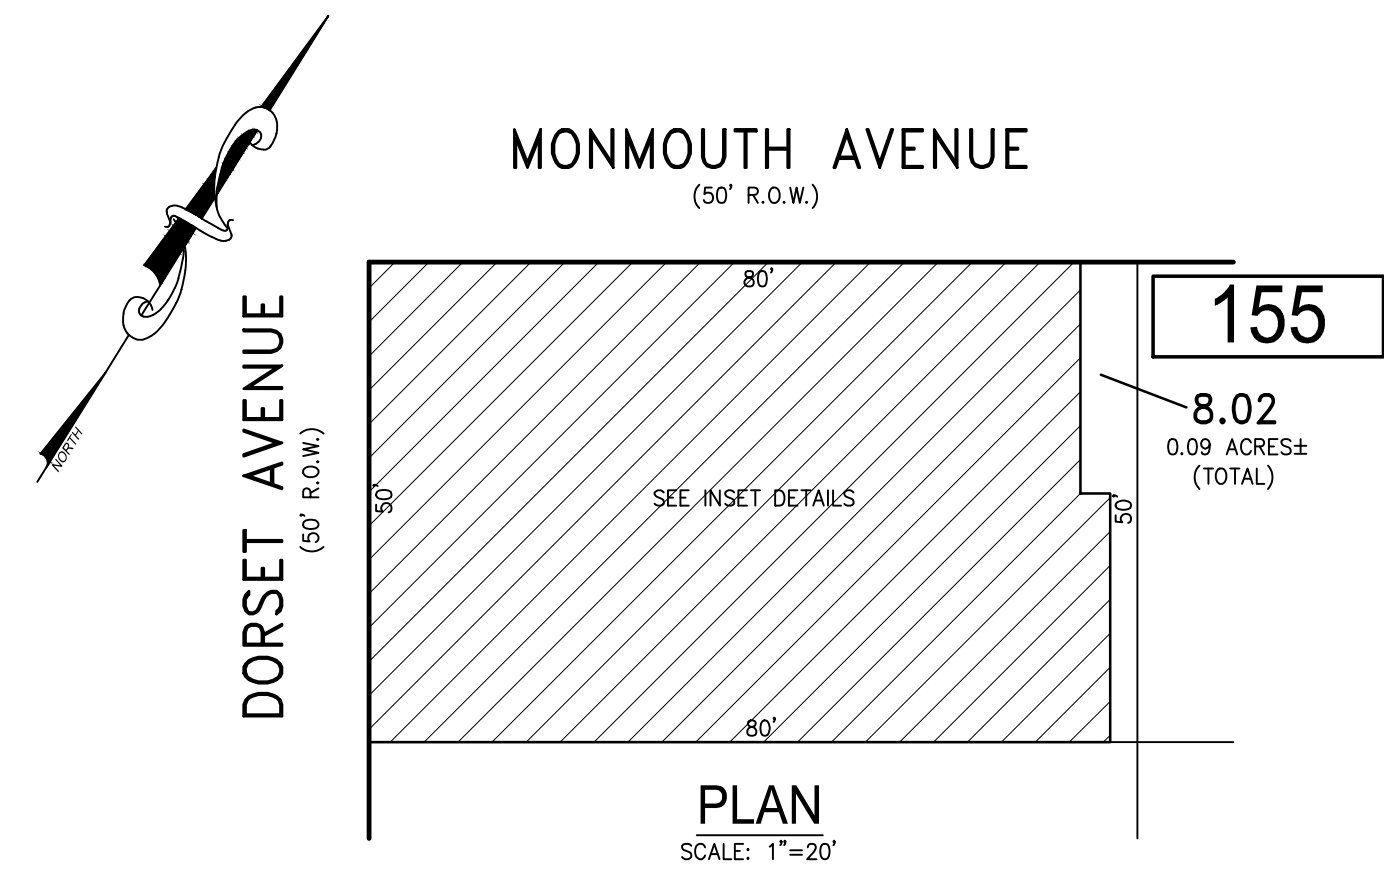 MONMOUTH AVENUE
(50' R.O.W.)
NORTH
DORSET AVENUE
(50' R.O.W.)
80'
155
8.02
0.09 ACRES±
(TOTAL)
50'
SEE INSET DETAILS
50'
80'
PLAN
SCALE: 1"=20'